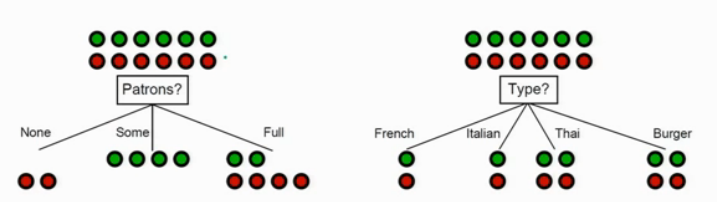 Patrons?
None
Some
Full
Type?
French
Italian
Thai
Burger